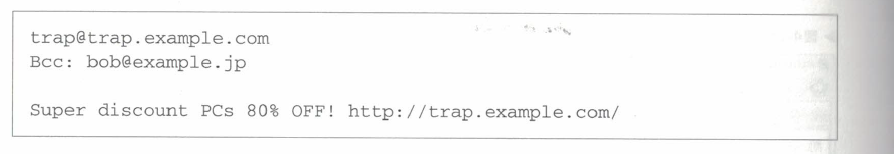 trap@trap.example.com
Bcc: bob@example.jp
Super discount PCs 80% OFF! http://trap.example.com/